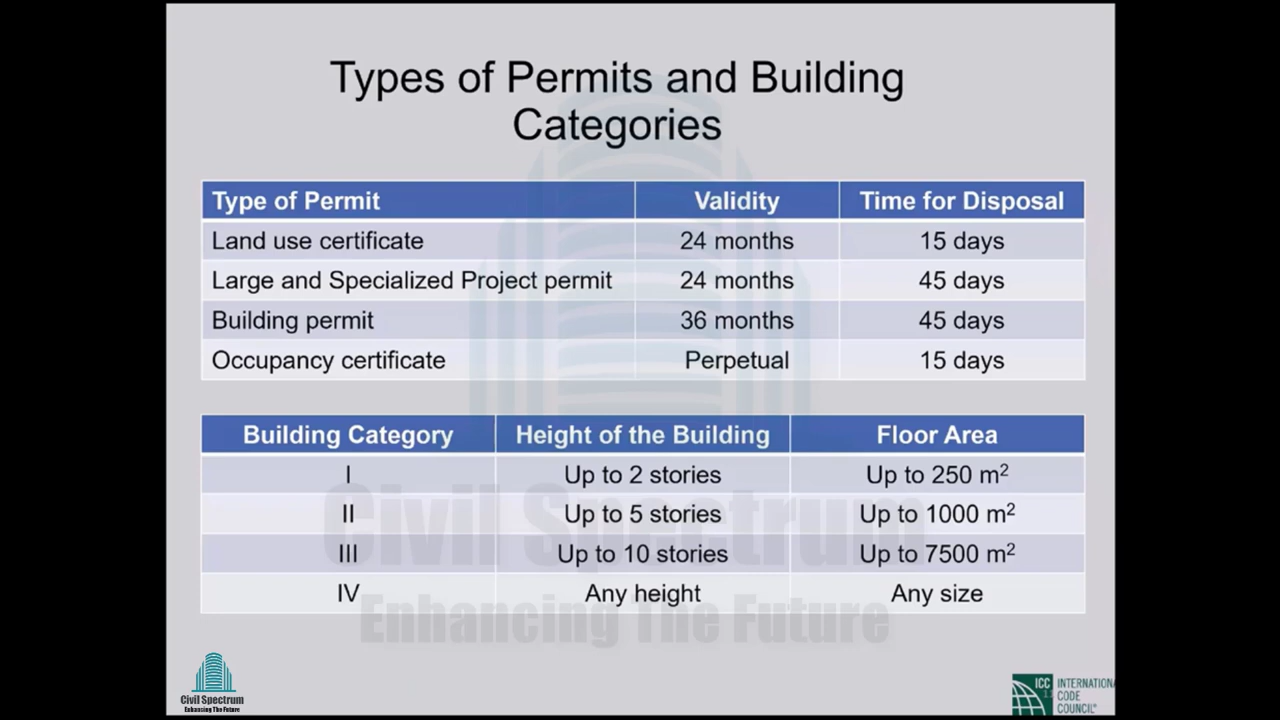 Types of Permits and Building
Categories
Type of Permit Validity Time for Disposal
Land use certificate 24 months 15 days
Large and Specialized Project permit 24 months 45 days
Building permit 36 months 45 days
Occupancy certificate Perpetual 15 days
Building Category Height of the Building Floor Area
I Up to 2 stories Up to 250 m²
II Up to 5 stories Up to 1000 m²
III Up to 10 stories Up to 7500 m²
IV Any height Any size
Civil Spectrum
Enhancing The Future
Civil Spectrum
Enhancing The Future
ICC INTERNATIONA
CODE
COUNCIL®